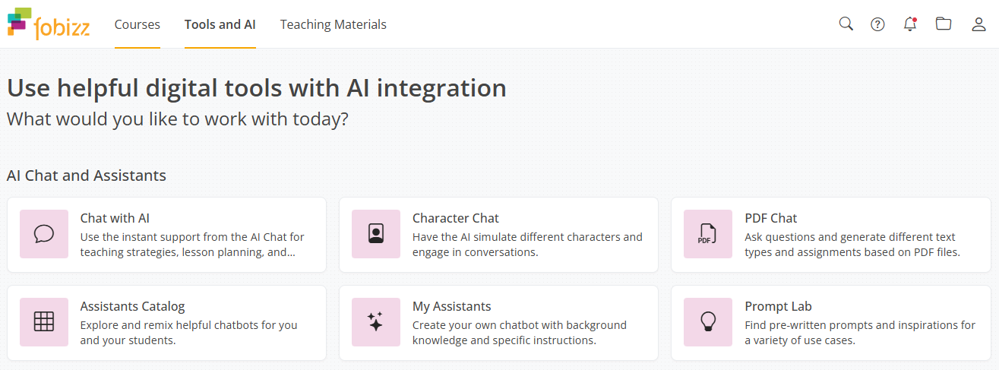 fobizz
Courses
Tools and AI
Teaching Materials
Use helpful digital tools with AI integration
What would you like to work with today?
AI Chat and Assistants
Chat with AI
Use the instant support from the AI Chat for
teaching strategies, lesson planning, and...
Character Chat
Have the AI simulate different characters and
engage in conversations.
PDF Chat
PDF
Ask questions and generate different text
types and assignments based on PDF files.
Assistants Catalog
Explore and remix helpful chatbots for you
and your students.
My Assistants
Create your own chatbot with background
knowledge and specific instructions.
Prompt Lab
Find pre-written prompts and inspirations for
a variety of use cases.